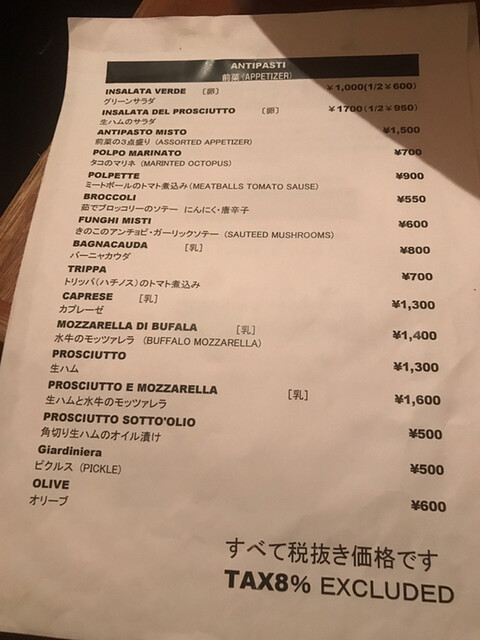 ANTIPASTI
前菜(APPETIZER)
INSALATA VERDE [卵] ¥1,000(1/2¥600)
グリーンサラダ
INSALATA DEL PROSCIUTTO [卵] ¥1700(1/2¥950)
生ハムのサラダ
ANTIPASTO MISTO ¥1,500
前菜の3点盛り (ASSORTED APPETIZER)
POLPO MARINATO ¥700
タコのマリネ (MARINTED OCTOPUS)
POLPETTE ¥900
ミートボールのトマト煮込み(MEATBALLS TOMATO SAUSE)
BROCCOLI ¥550
茹でブロッコリーのソテー にんにく・唐辛子
FUNGHI MISTI ¥600
きのこのアンチョビ・ガーリックソテー (SAUTEED MUSHROOMS)
BAGNACAUDA [乳] ¥800
バーニャカウダ
TRIPPA ¥700
トリッパ(ハチノス)のトマト煮込み
CAPRESE [乳] ¥1,300
カプレーゼ
MOZZARELLA DI BUFALA [乳] ¥1,400
水牛のモッツァレラ (BUFFALO MOZZARELLA)
PROSCIUTTO ¥1,300
生ハム
PROSCIUTTO E MOZZARELLA [乳] ¥1,600
生ハムと水牛のモッツァレラ
PROSCIUTTO SOTTO'OLIO ¥500
角切り生ハムのオイル漬け
Giardiniera ¥500
ピクルス (PICKLE)
OLIVE ¥600
オリーブ
すべて税抜き価格です
TAX8% EXCLUDED